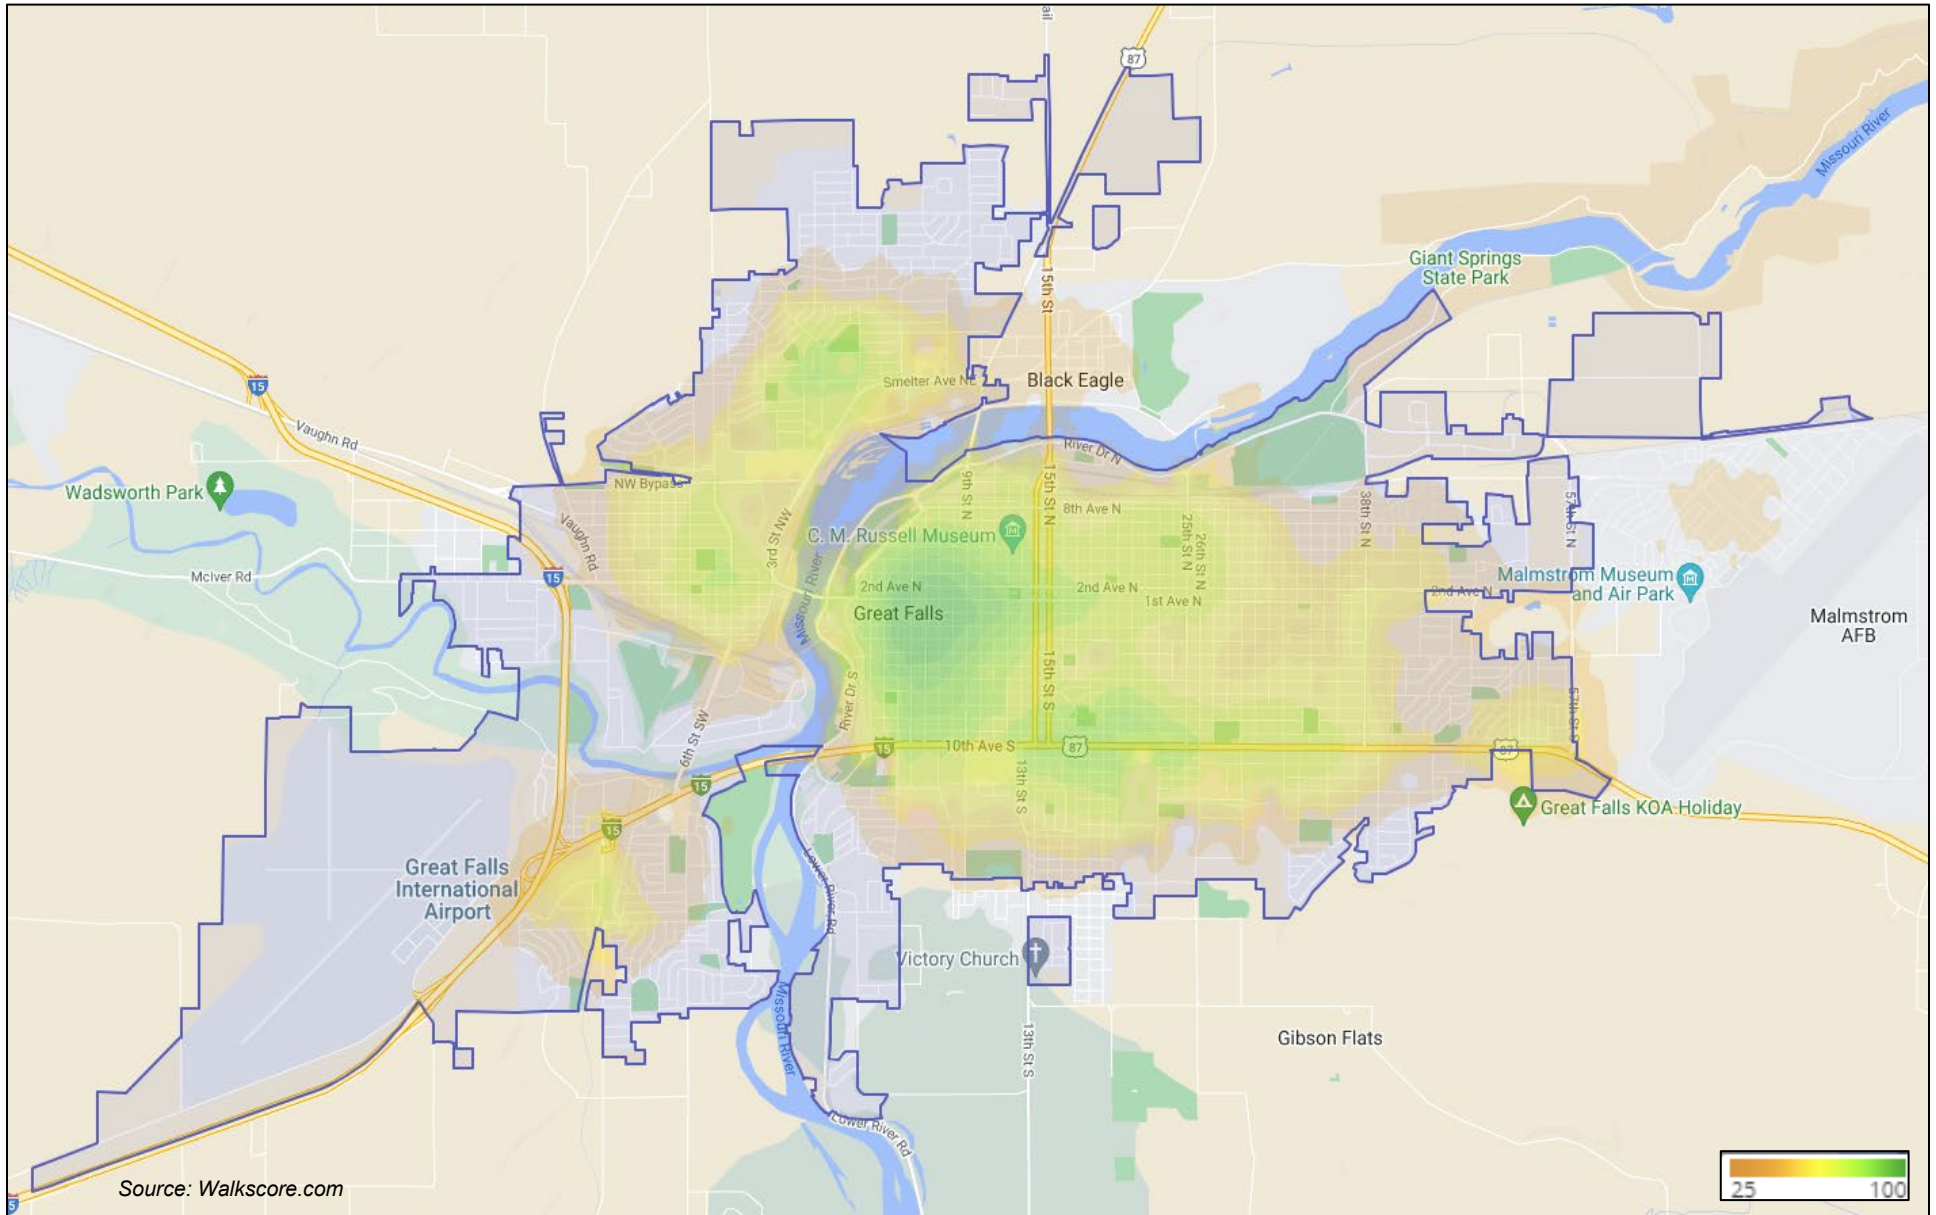 ail
87
Missouri River
Giant Springs
State Park
15th St
15
Smelter Ave NE
Black Eagle
Vaughn Rd
River Dr N
Wadsworth Park
NW Bypass
9th St N
15th St N
8th Ave N
38th St N
57th St N
Vaughn Rd
3rd St NW
C. M. Russell Museum
25th St N
26th St N
McIver Rd
15
Missouri River
2nd Ave N
2nd Ave N
1st Ave N
2nd Ave N
Malmstrom Museum
and Air Park
Great Falls
Malmstrom
AFB
15th St S
River Dr S
57th St S
6th St SW
15
10th Ave S
87
87
15
13th St S
Great Falls KOA Holiday
15
Great Falls
International
Airport
Lower River Rd
Victory Church
Missouri River
13th St S
Gibson Flats
Lower River Rd
Source: Walkscore.com
25
100
5